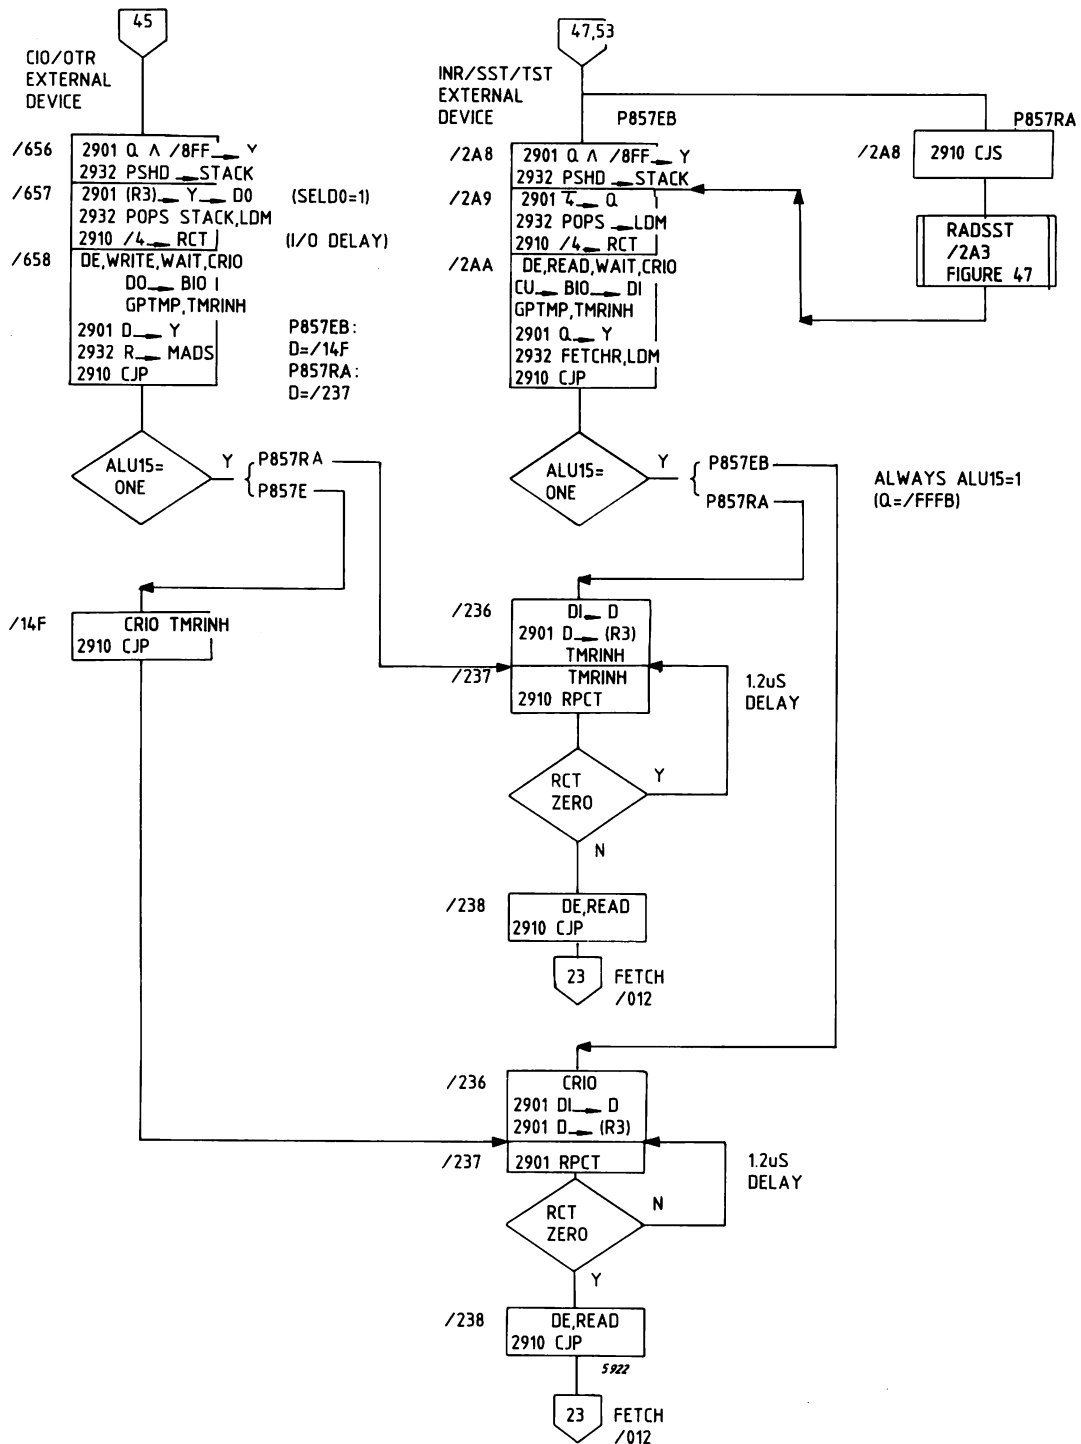 45
CIO/OTR
EXTERNAL
DEVICE
/656
2901 Q ∧ /8FF → Y
2932 PSHD → STACK
/657
2901 (R3) → Y → DO
(SELDO=1)
2932 POPS STACK,LDM
2910 /4 → RCT
(I/O DELAY)
/658
DE,WRITE,WAIT,CRIO
DO → BIO
GPTMP,TMRINH
2901 D → Y
2932 R → MADS
2910 CJP
P857EB:
D=/14F
P857RA:
D=/237
ALU15=
ONE
Y
P857RA
P857E
/14F
CRIO TMRINH
2910 CJP
47,53
INR/SST/TST
EXTERNAL
DEVICE
P857EB
/2A8
2901 Q ∧ /8FF → Y
2932 PSHD → STACK
/2A9
2901 4̅ → Q
2932 POPS → LDM
2910 /4 → RCT
/2AA
DE,READ,WAIT,CRIO
CU → BIO → DI
GPTMP,TMRINH
2901 Q → Y
2932 FETCHR,LDM
2910 CJP
P857RA
/2A8
2910 CJS
RADSST
/2A3
FIGURE 47
ALU15=
ONE
Y
P857EB
P857RA
ALWAYS ALU15=1
(Q=/FFFB)
/236
DI → D
2901 D → (R3)
TMRINH
/237
TMRINH
2910 RPCT
1.2uS
DELAY
RCT
ZERO
Y
N
/238
DE,READ
2910 CJP
23
FETCH
/012
/236
CRIO
2901 DI → D
2901 D → (R3)
/237
2901 RPCT
1.2uS
DELAY
RCT
ZERO
N
Y
/238
DE,READ
2910 CJP
5922
23
FETCH
/012